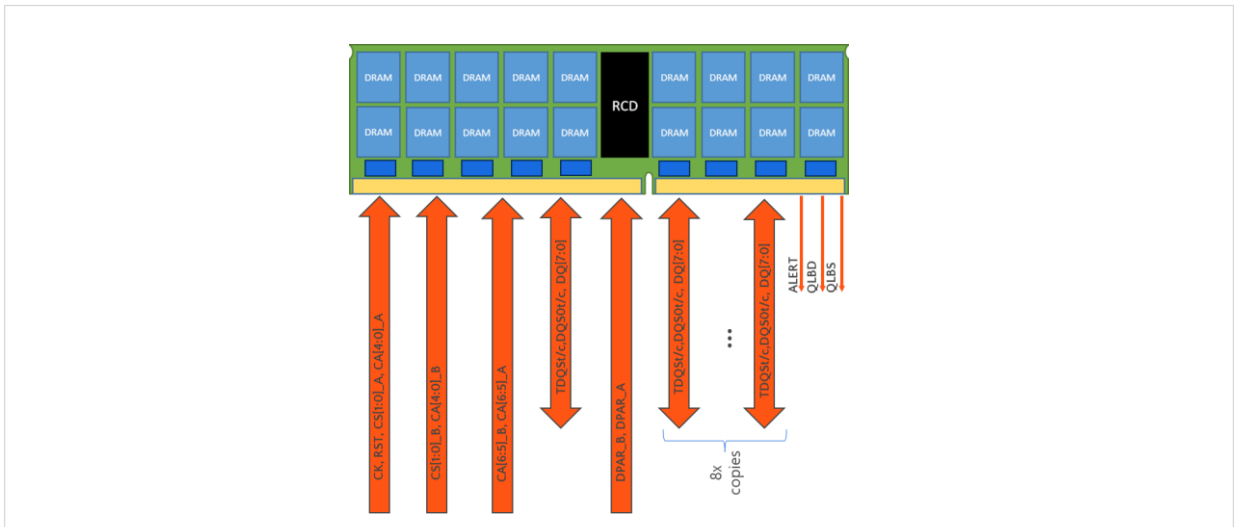 DRAM DRAM DRAM DRAM DRAM RCD DRAM DRAM DRAM DRAM
DRAM DRAM DRAM DRAM DRAM DRAM DRAM DRAM DRAM
CK, RST, CS[1:0]_A, CA[4:0]_A
CS[1:0]_B, CA[4:0]_B
CA[6:5]_B, CA[6:5]_A
TDQSt/c,DQS0t/c, DQ[7:0]
DPAR_B, DPAR_A
TDQSt/c,DQS0t/c, DQ[7:0]
...
TDQSt/c,DQS0t/c, DQ[7:0]
ALERT
QLBD
QLBS
8x
copies